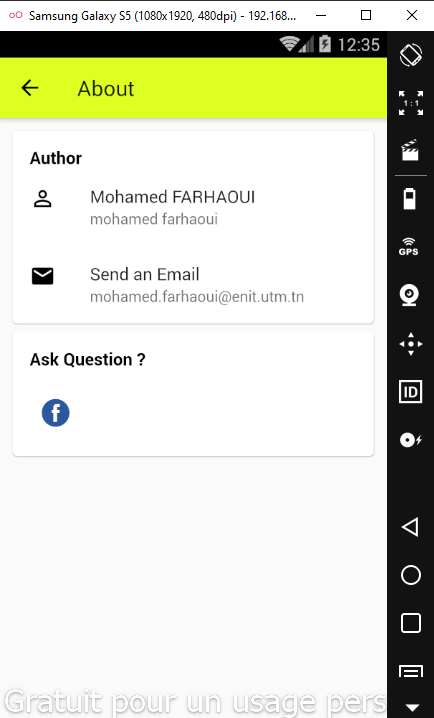 Samsung Galaxy S5 (1080x1920, 480dpi) - 192.168...
12:35
1:1
About
GPS
Author
Mohamed FARHAOUI
mohamed farhaoui
Send an Email
mohamed.farhaoui@enit.utm.tn
Ask Question ?
f
ID
Gratuit pour un usage pers